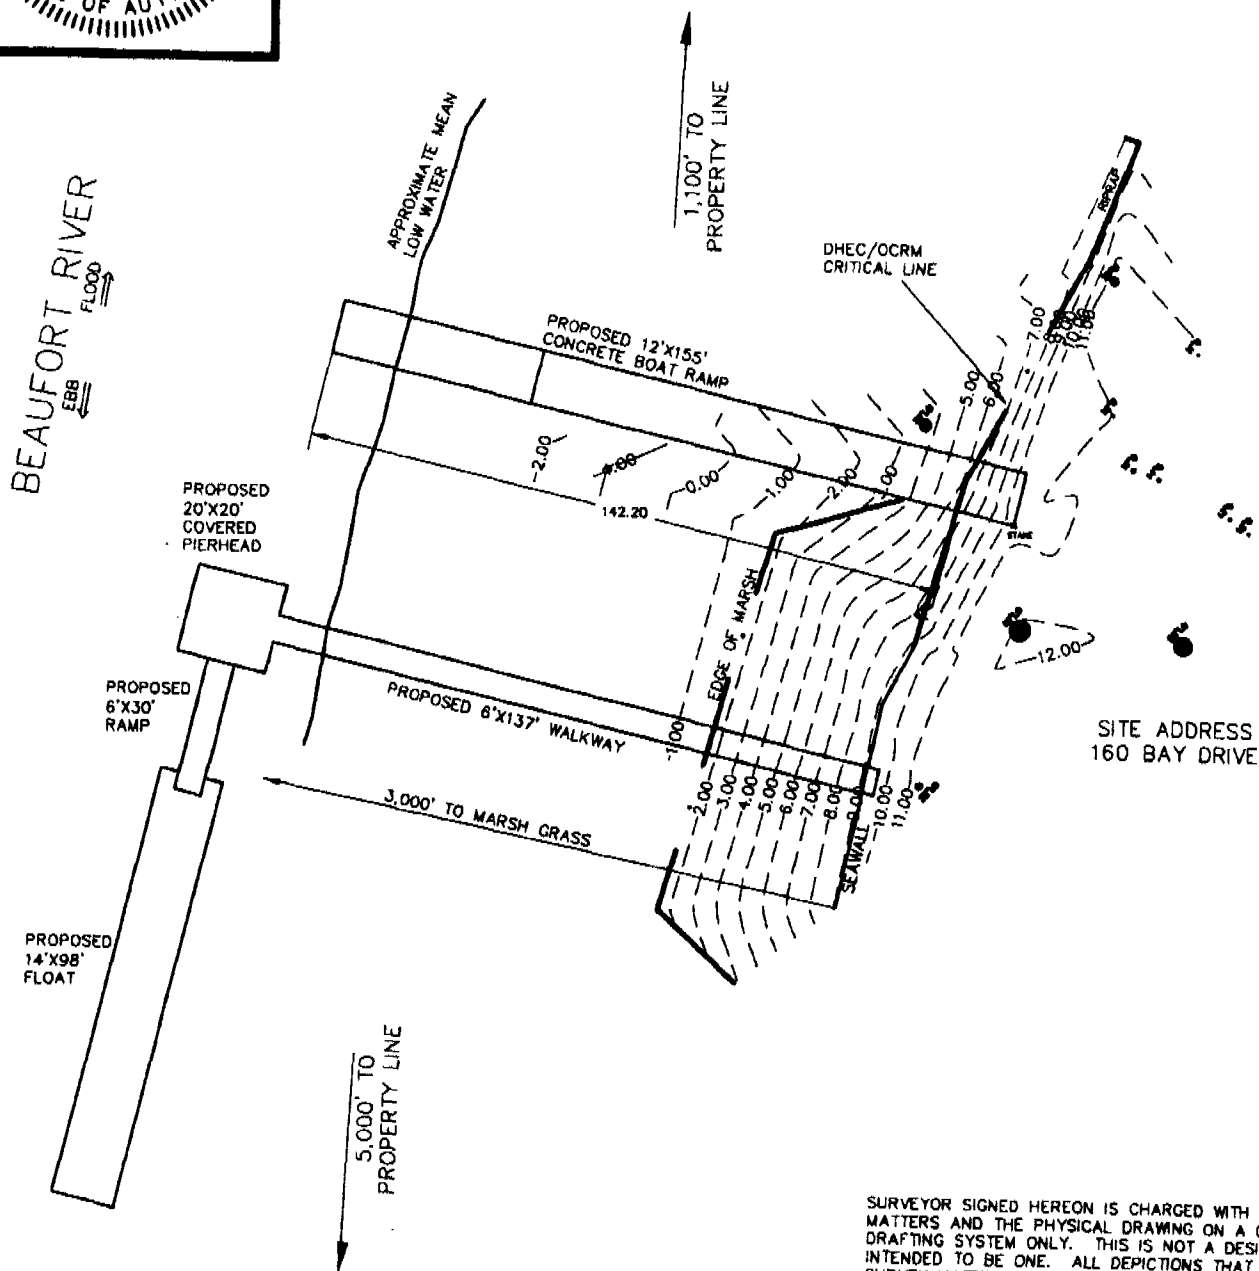 OF AU
BEAUFORT RIVER
FLOOD
EBB
APPROXIMATE MEAN
LOW WATER
1,100' TO
PROPERTY LINE
RIPRAP
DHEC/OCRM
CRITICAL LINE
PROPOSED 12'X155'
CONCRETE BOAT RAMP
7.00
8.00
9.00
10.00
11.00
5.00
6.00
-2.00
0.00
-1.00
-2.00
142.20
STAKE
PROPOSED
20'X20'
COVERED
PIERHEAD
EDGE OF MARSH
12.00
PROPOSED
6'X30'
RAMP
PROPOSED 6'X137' WALKWAY
SITE ADDRESS
160 BAY DRIVE
-1.00
2.00
3.00
4.00
5.00
6.00
7.00
8.00
9.00
10.00
11.00
3,000' TO MARSH GRASS
SEAWALL
PROPOSED
14'X98'
FLOAT
5,000' TO
PROPERTY LINE
SURVEYOR SIGNED HEREON IS CHARGED WITH
MATTERS AND THE PHYSICAL DRAWING ON A
DRAFTING SYSTEM ONLY. THIS IS NOT A DESI
INTENDED TO BE ONE. ALL DEPICTIONS THAT